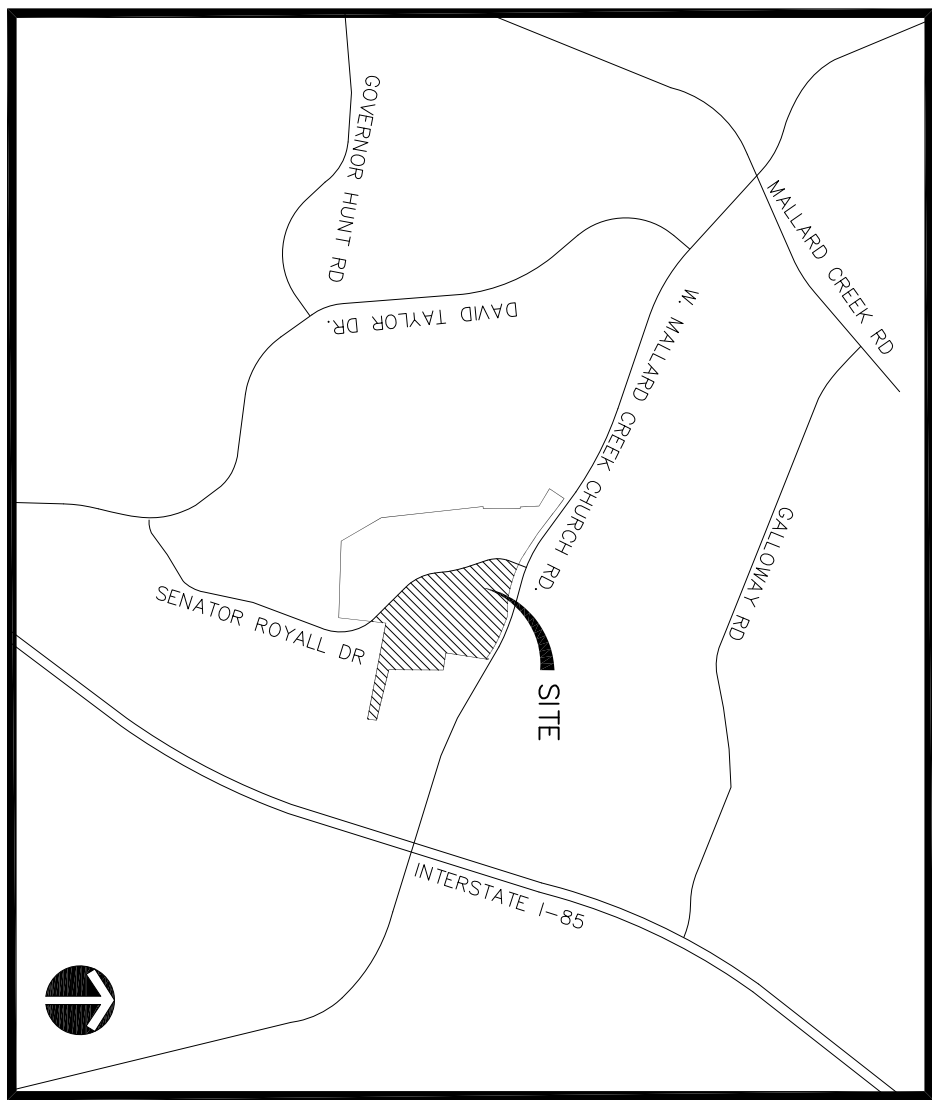 GOVERNOR HUNT RD
MALLARD CREEK RD
DAVID TAYLOR DR.
W. MALLARD CREEK CHURCH RD.
GALLOWAY RD
SENATOR ROYALL DR
SITE
INTERSTATE I-85